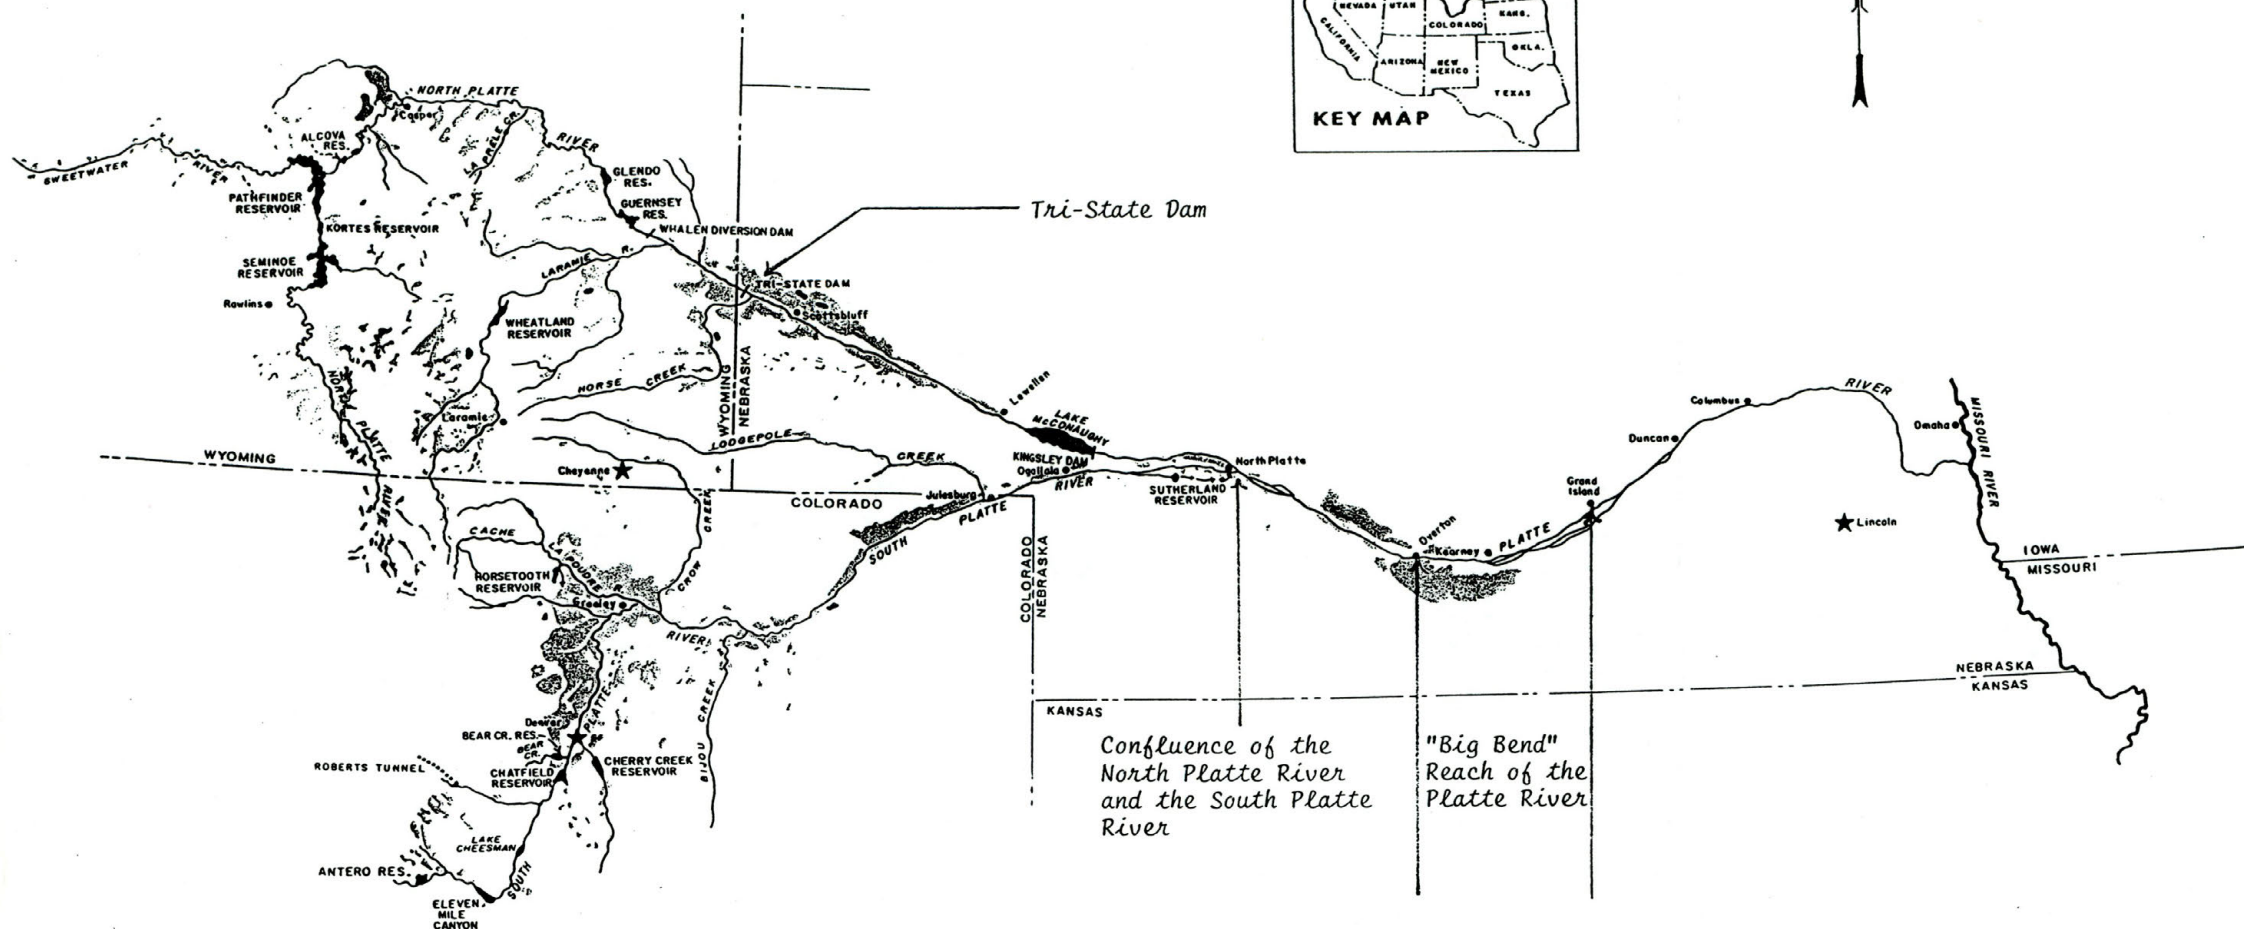 NEVADA
UTAH
COLORADO
KANS.
CALIFORNIA
ARIZONA
NEW
MEXICO
OKLA.
TEXAS
KEY MAP
NORTH PLATTE
RIVER
Casper
ALCOVA
RES.
LA PRELE CR.
SWEETWATER
RIVER
PATHFINDER
RESERVOIR
GLENDO
RES.
GUERNSEY
RES.
WHALEN DIVERSION DAM
KORTES RESERVOIR
SEMINOE
RESERVOIR
Rawlins
LARAMIE R.
Tri-State Dam
TRI-STATE DAM
Scottsbluff
WHEATLAND
RESERVOIR
HORSE CREEK
WYOMING
NEBRASKA
NORTH PLATTE RIVER
Laramie
LODGEPOLE
CREEK
Lewellen
LAKE
McCONAUGHY
KINGSLEY DAM
Ogallala
RIVER
SUTHERLAND
RESERVOIR
North Platte
WYOMING
COLORADO
Cheyenne
CROW CREEK
Julesburg
SOUTH PLATTE
COLORADO
NEBRASKA
CACHE
LA POUDRE R.
HORSETOOTH
RESERVOIR
Greeley
RIVER
PLATTE
BIJOU CREEK
Denver
BEAR CR. RES.
BEAR
CR.
CHATFIELD
RESERVOIR
CHERRY CREEK
RESERVOIR
ROBERTS TUNNEL
LAKE
CHEESMAN
SOUTH
ANTERO RES.
ELEVEN
MILE
CANYON
Overton
Kearney
PLATTE
Grand
Island
Duncan
Columbus
RIVER
Omaha
MISSOURI RIVER
Lincoln
IOWA
MISSOURI
NEBRASKA
KANSAS
KANSAS
Confluence of the
North Platte River
and the South Platte
River
"Big Bend"
Reach of the
Platte River